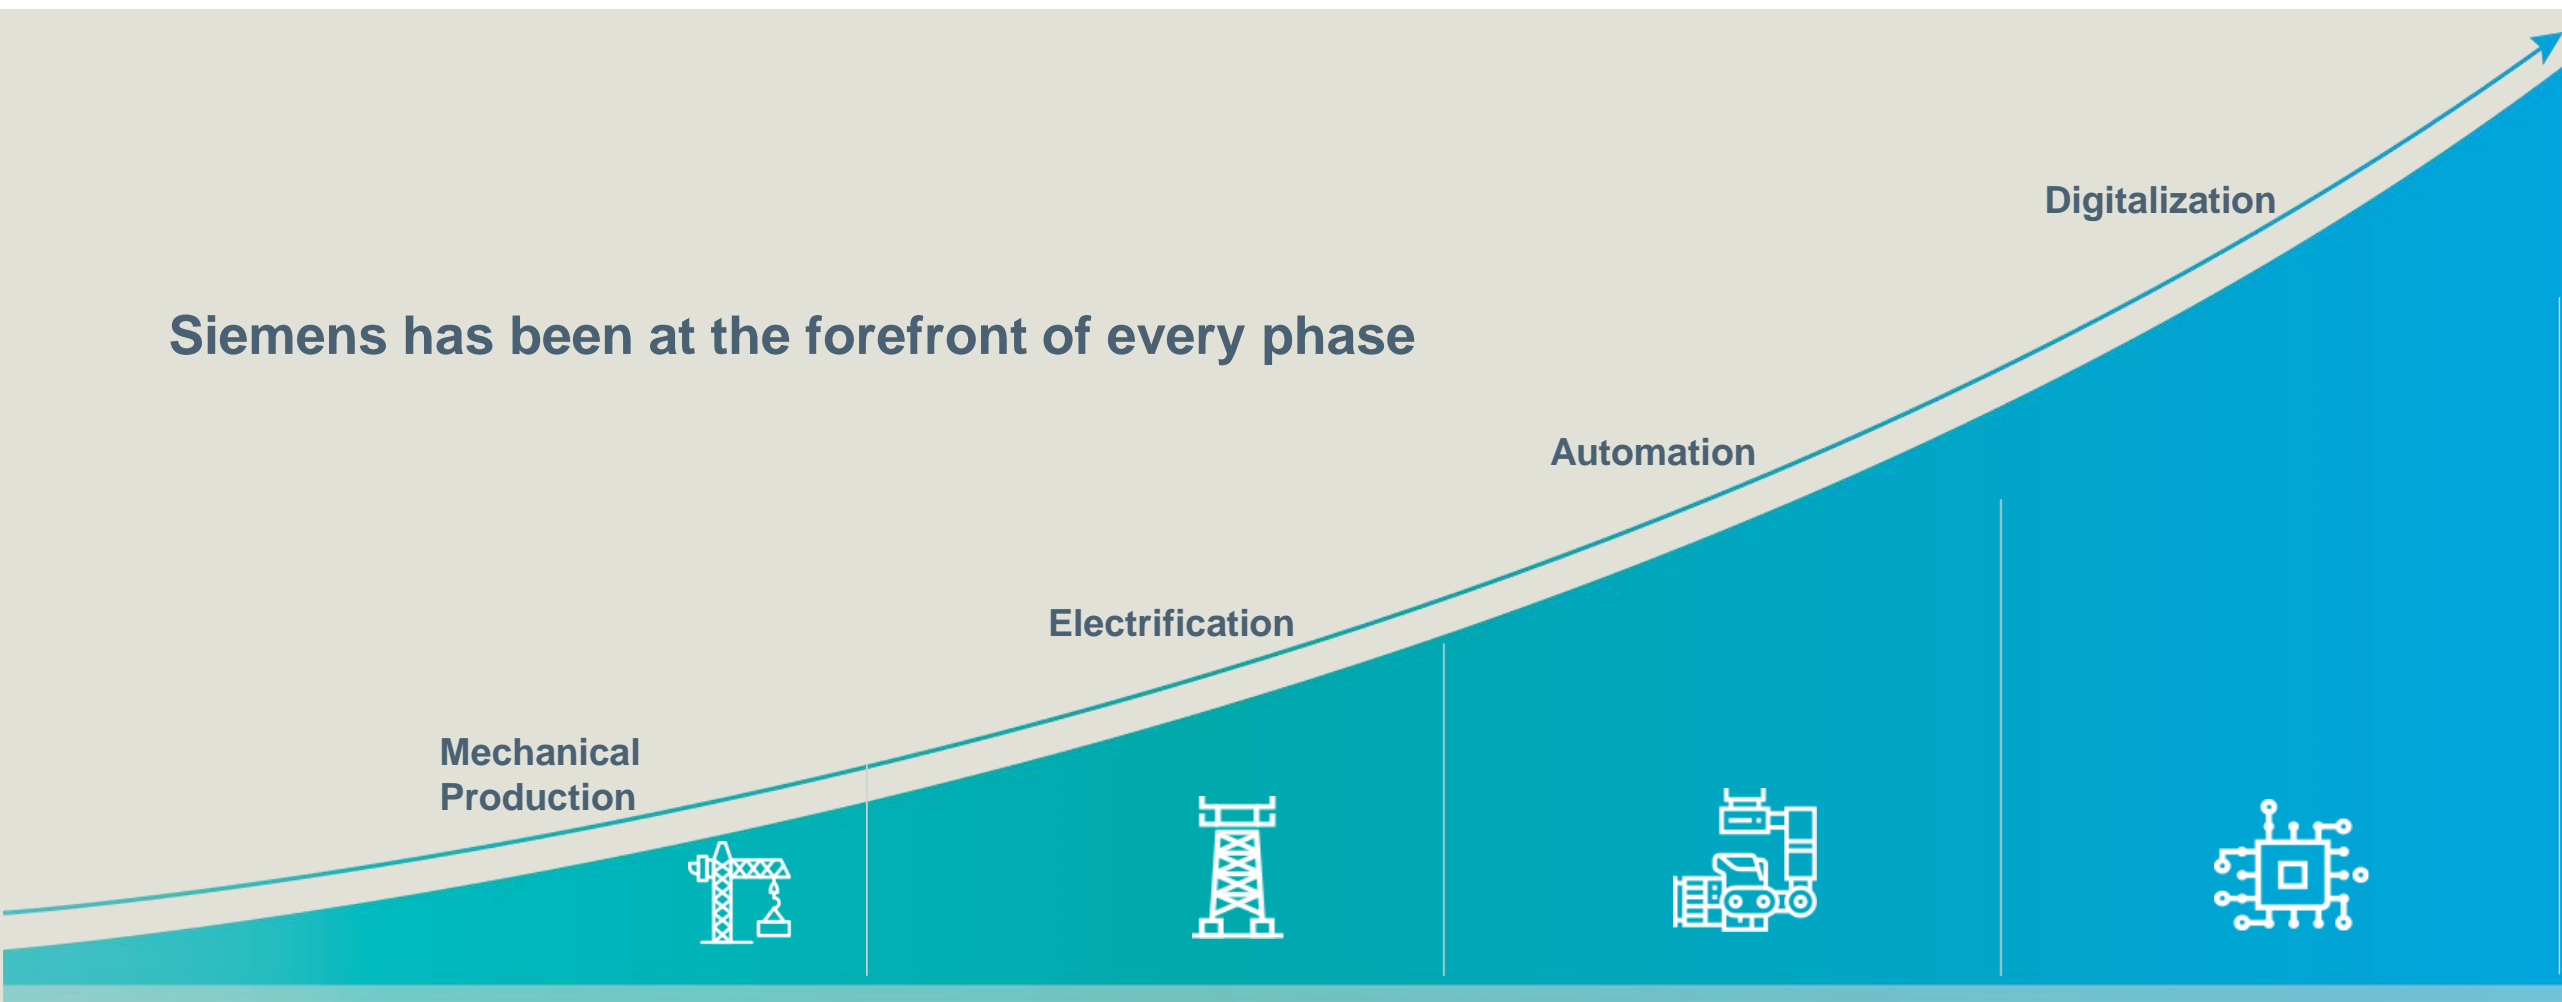 Siemens has been at the forefront of every phase
Mechanical
Production
Electrification
Automation
Digitalization